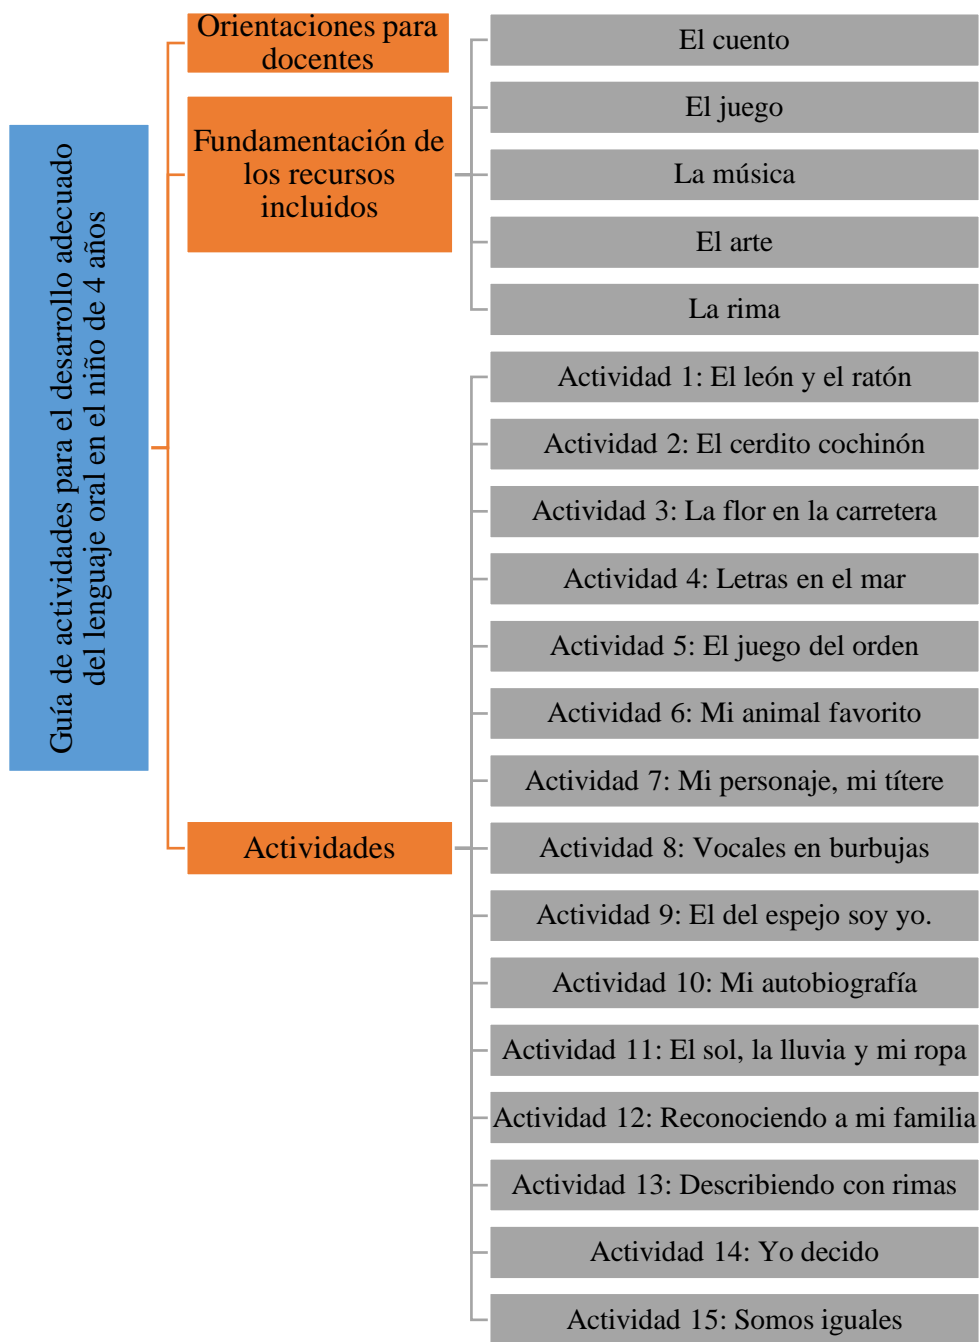 Guía de actividades para el desarrollo adecuado
del lenguaje oral en el niño de 4 años
Orientaciones para
docentes
Fundamentación de
los recursos
incluidos
El cuento
El juego
La música
El arte
La rima
Actividades
Actividad 1: El león y el ratón
Actividad 2: El cerdito cochinón
Actividad 3: La flor en la carretera
Actividad 4: Letras en el mar
Actividad 5: El juego del orden
Actividad 6: Mi animal favorito
Actividad 7: Mi personaje, mi títere
Actividad 8: Vocales en burbujas
Actividad 9: El del espejo soy yo.
Actividad 10: Mi autobiografía
Actividad 11: El sol, la lluvia y mi ropa
Actividad 12: Reconociendo a mi familia
Actividad 13: Describiendo con rimas
Actividad 14: Yo decido
Actividad 15: Somos iguales